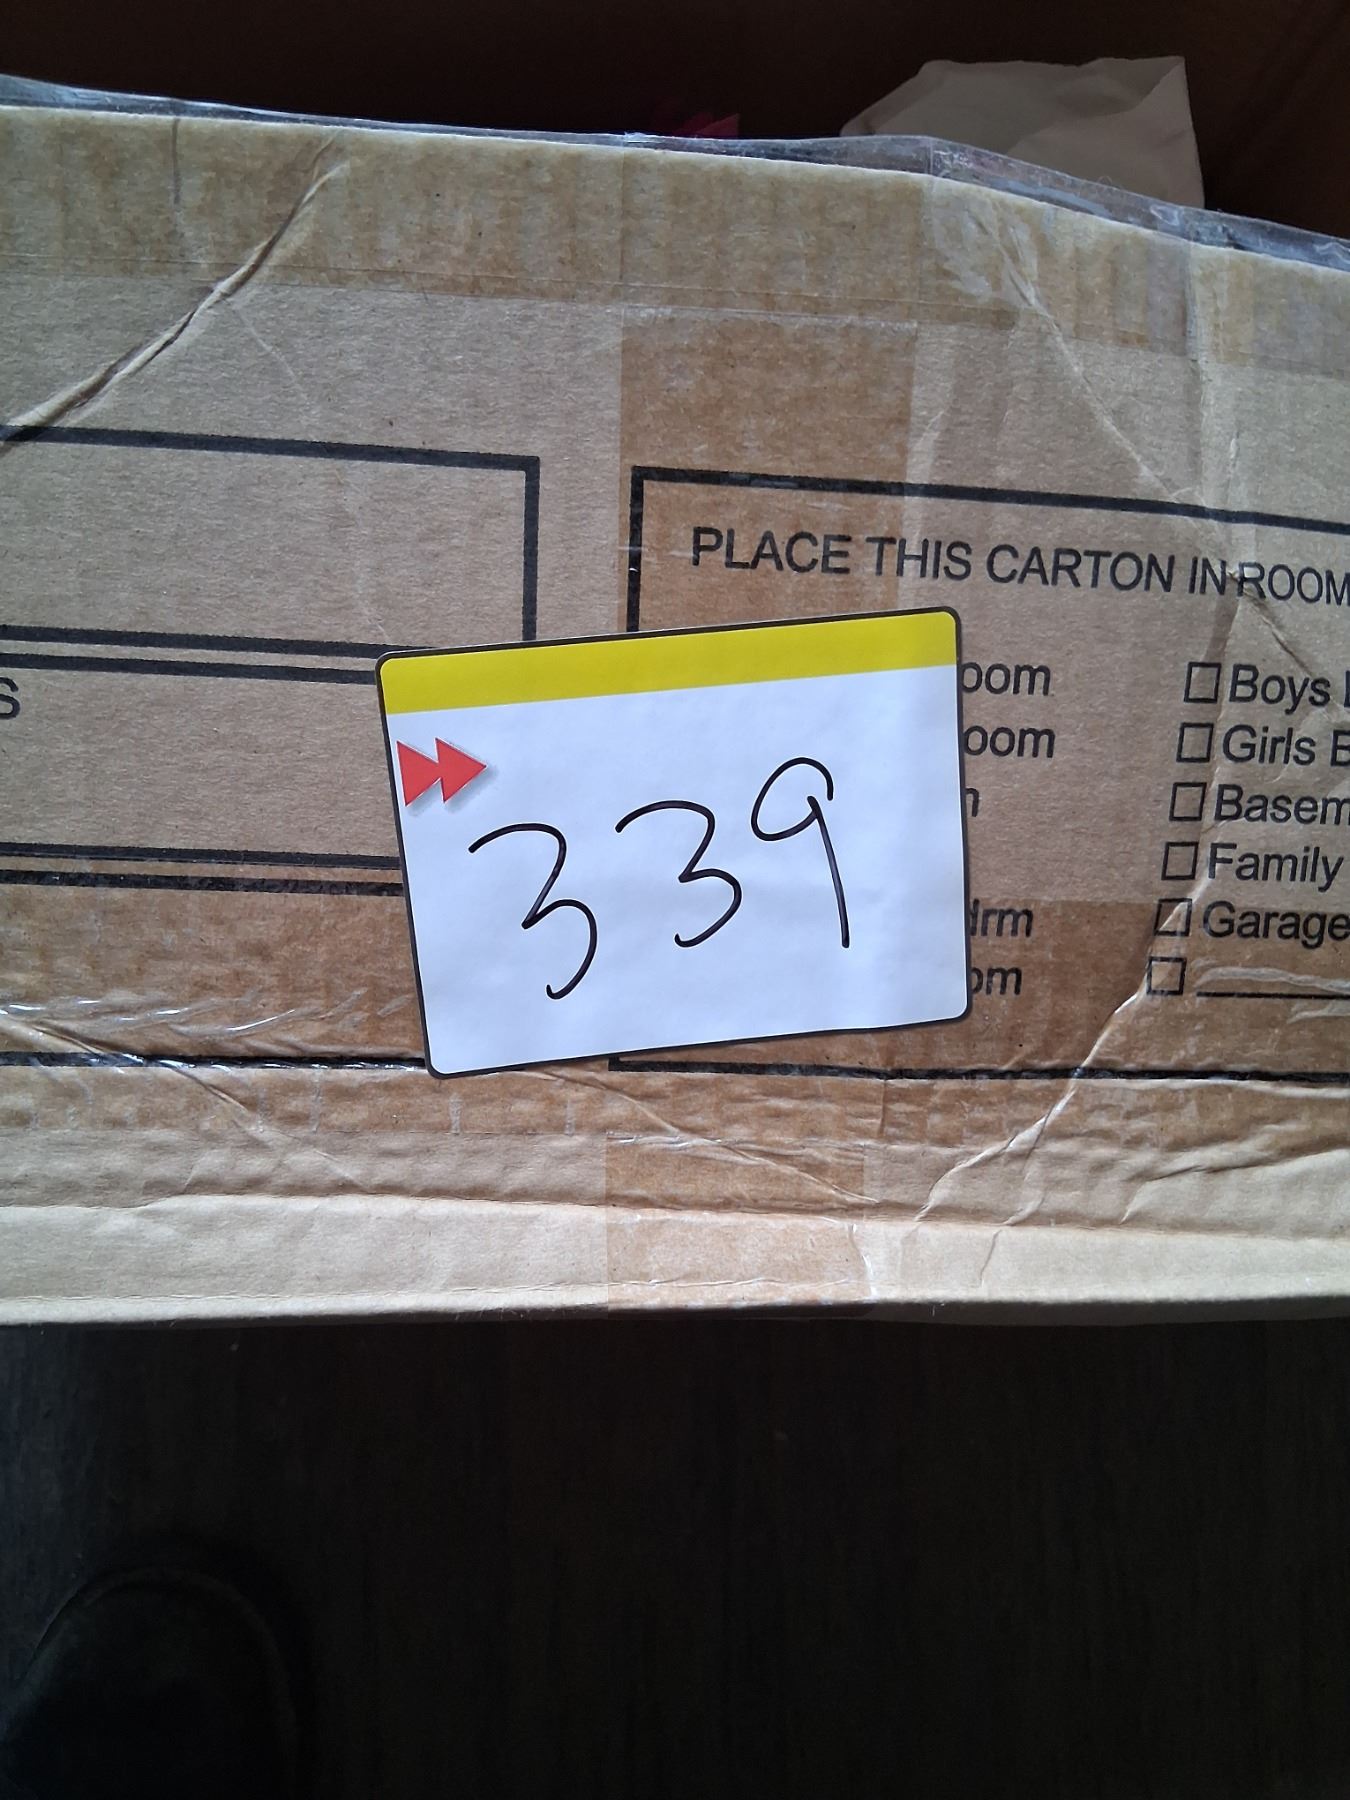 PLACE THIS CARTON IN ROOM
S
oom
Boys
oom
Girls B
Basem
339
Family
drm
Garage
om